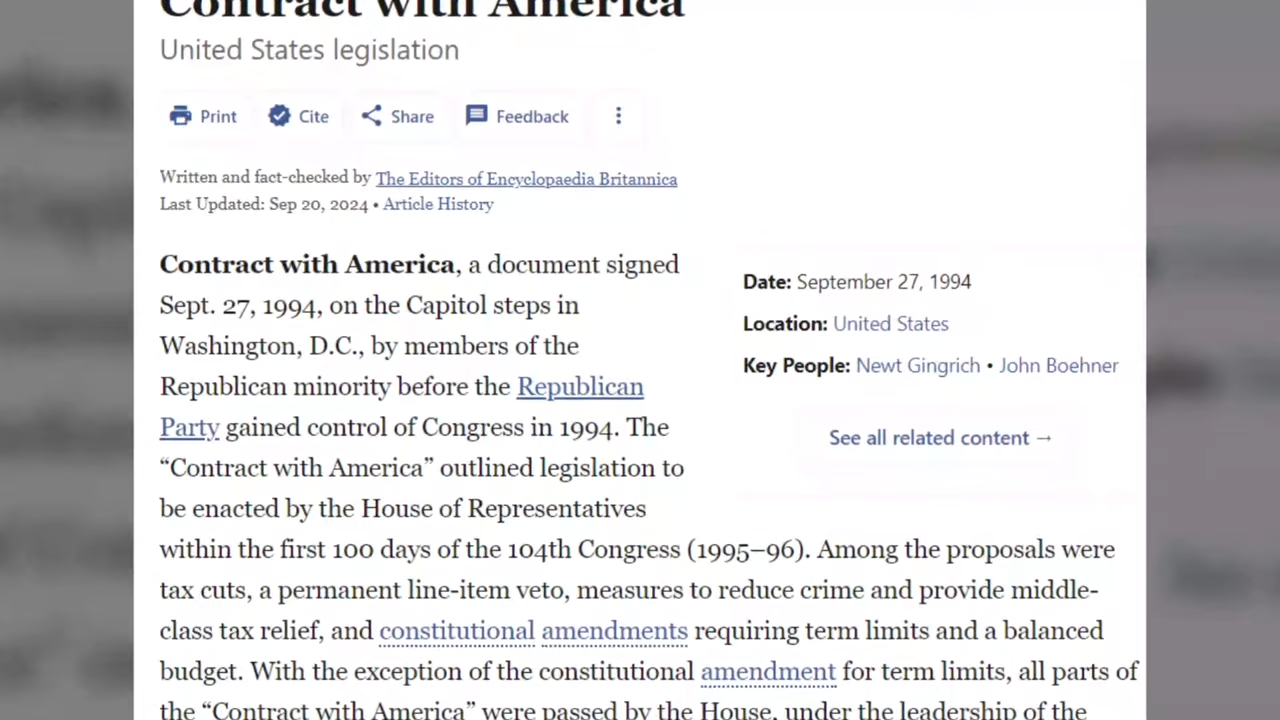 Contract with America
United States legislation
Print Cite Share Feedback
Written and fact-checked by The Editors of Encyclopaedia Britannica
Last Updated: Sep 20, 2024 • Article History
Contract with America, a document signed
Sept. 27, 1994, on the Capitol steps in
Washington, D.C., by members of the
Republican minority before the Republican
Party gained control of Congress in 1994. The
“Contract with America” outlined legislation to
be enacted by the House of Representatives
within the first 100 days of the 104th Congress (1995–96). Among the proposals were
tax cuts, a permanent line-item veto, measures to reduce crime and provide middle-
class tax relief, and constitutional amendments requiring term limits and a balanced
budget. With the exception of the constitutional amendment for term limits, all parts of
the “Contract with America” were passed by the House, under the leadership of the
Date: September 27, 1994
Location: United States
Key People: Newt Gingrich • John Boehner
See all related content →